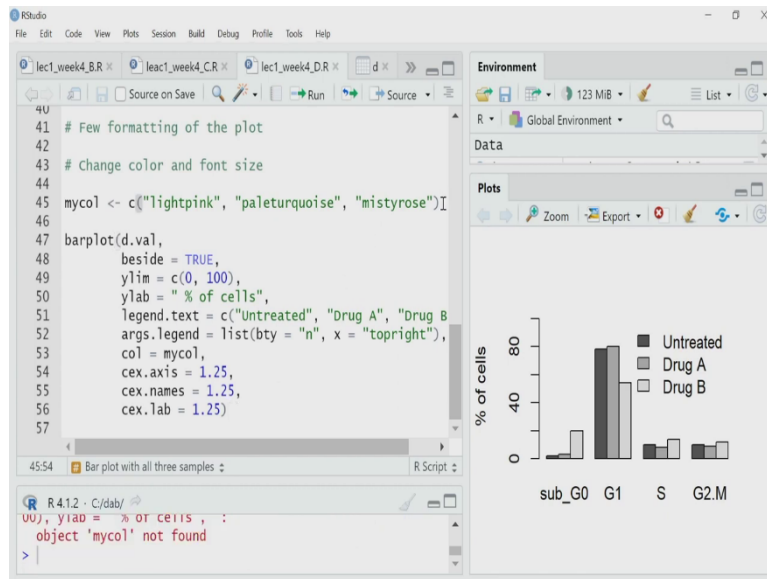 RStudio
File Edit Code View Plots Session Build Debug Profile Tools Help
lec1_week4_B.R × leac1_week4_C.R × lec1_week4_D.R × d ×
Source on Save Run Source
40
41 # Few formatting of the plot
42
43 # Change color and font size
44
45 mycol <- c("lightpink", "paleturquoise", "mistyrose")
46
47 barplot(d.val,
48 beside = TRUE,
49 ylim = c(0, 100),
50 ylab = " % of cells",
51 legend.text = c("Untreated", "Drug A", "Drug B
52 args.legend = list(bty = "n", x = "topright"),
53 col = mycol,
54 cex.axis = 1.25,
55 cex.names = 1.25,
56 cex.lab = 1.25)
57
45:54 Bar plot with all three samples R Script
R 4.1.2 · C:/dab/
00), ylab = " % of cells", :
object 'mycol' not found
>
Environment
123 MiB List
R Global Environment
Data
Plots
Zoom Export
% of cells
80
40
0
Untreated
Drug A
Drug B
sub_G0 G1 S G2.M